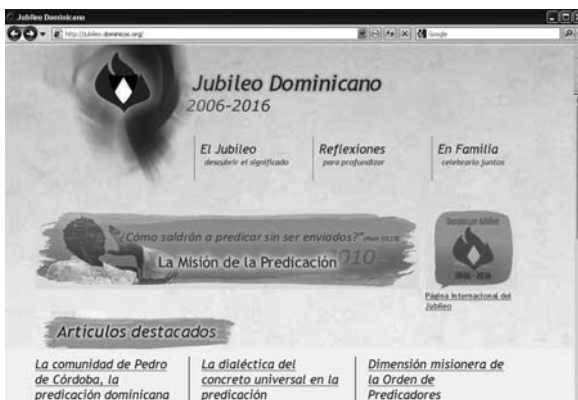 Jubileo Dominicano
http://jubileo.dominicos.org/
Google
Jubileo Dominicano
2006-2016
El Jubileo
descubrir el significado
Reflexiones
para profundizar
En Familia
celebrarlo juntos
¿Cómo saldrán a predicar sin ser enviados?"
La Misión de la Predicación
2010
Dominican Jubilee
2006 - 2016
Página Internacional del
Jubileo
Artículos destacados
La comunidad de Pedro
de Córdoba, la
predicación dominicana
La dialéctica del
concreto universal en la
predicación
Dimensión misionera de
la Orden de
Predicadores